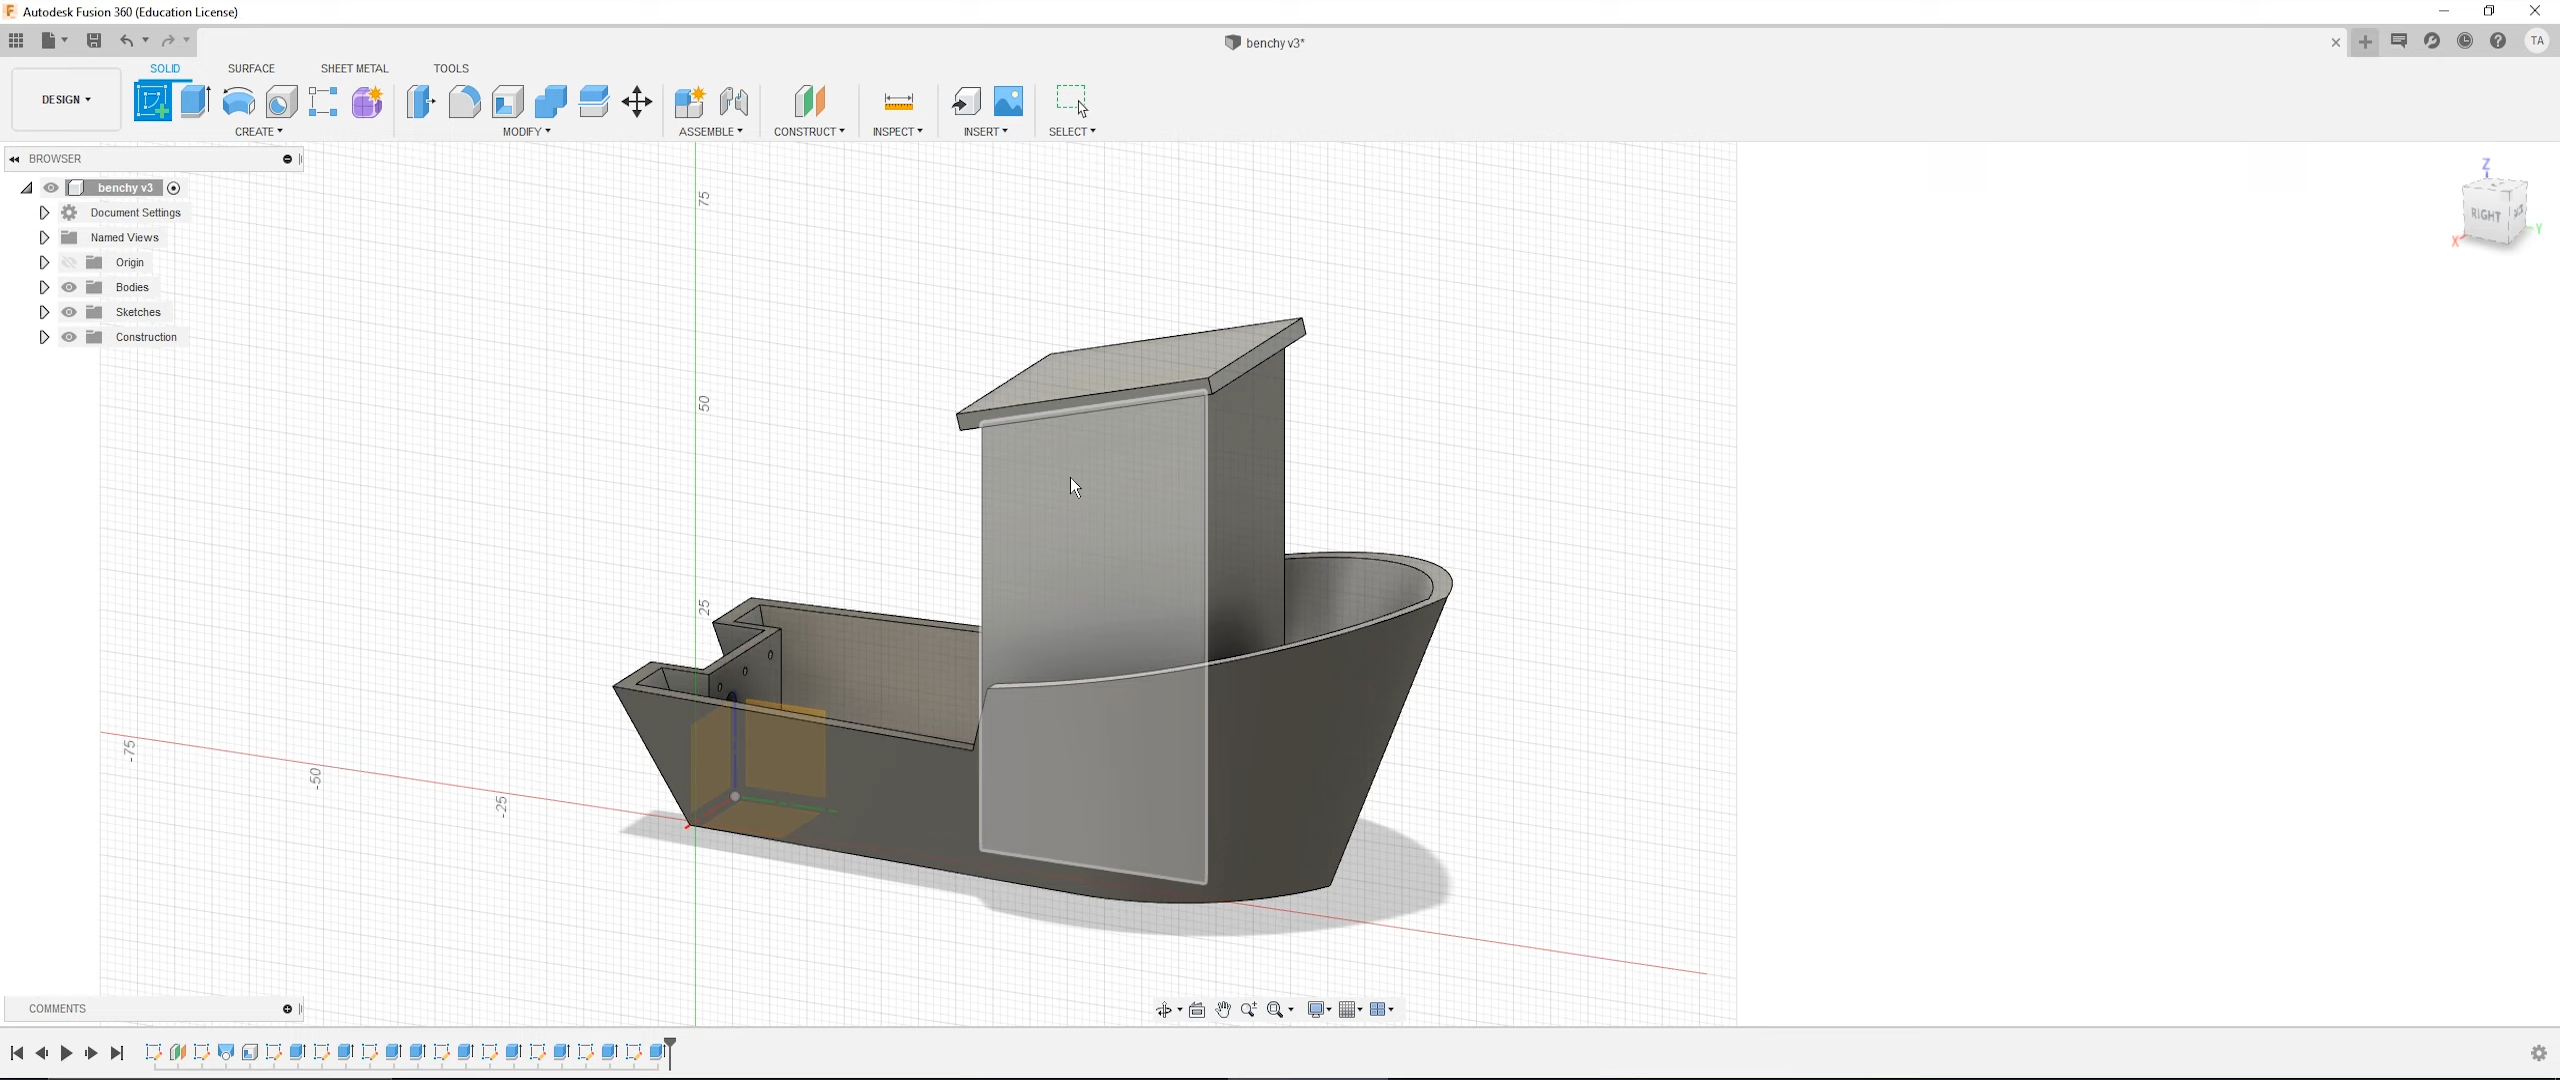 Autodesk Fusion 360 (Education License)
benchy v3*
TA
SOLID SURFACE SHEET METAL TOOLS
DESIGN
CREATE MODIFY ASSEMBLE CONSTRUCT INSPECT INSERT SELECT
BROWSER
benchy v3
Document Settings
Named Views
Origin
Bodies
Sketches
Construction
Z
RIGHT
X
Y
75
50
25
-75
-50
-25
COMMENTS